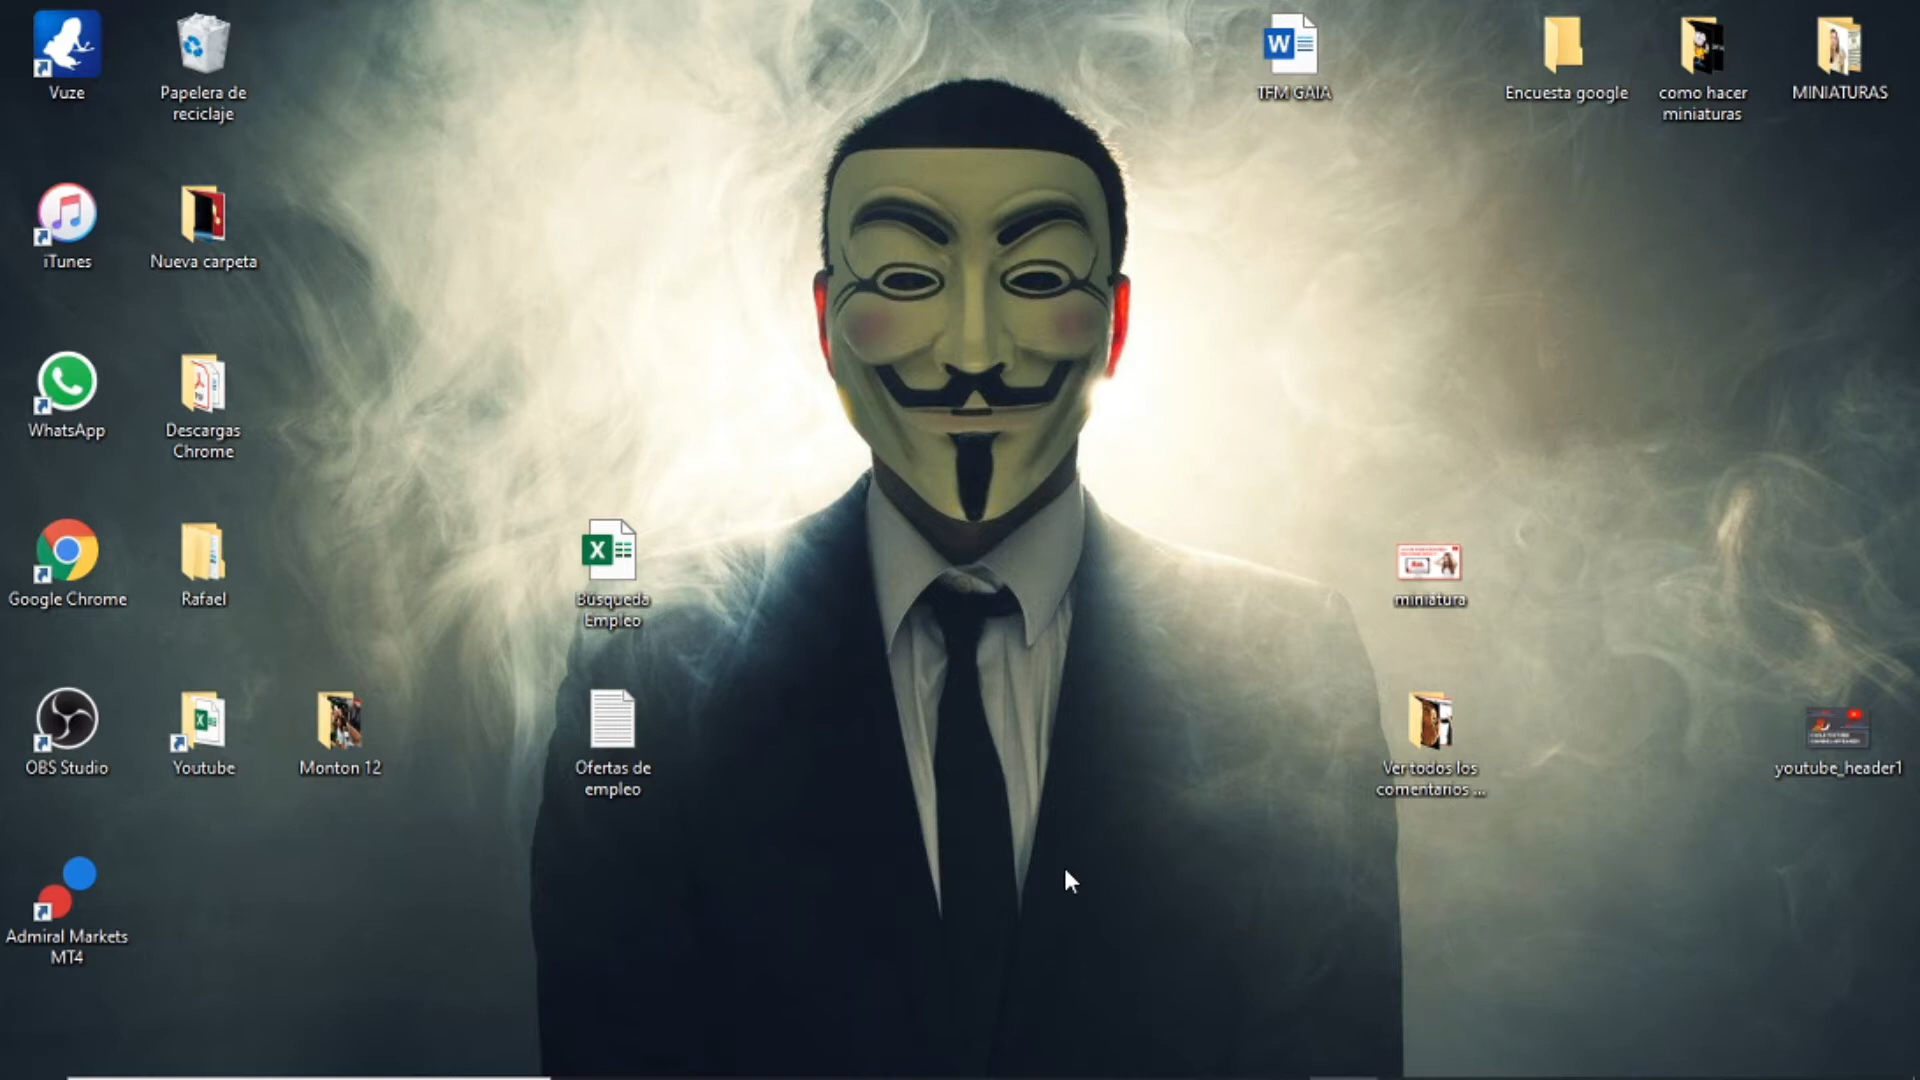 Vuze
Papelera de
reciclaje
TFM GAIA
Encuesta google
como hacer
miniaturas
MINIATURAS
iTunes
Nueva carpeta
WhatsApp
Descargas
Chrome
Google Chrome
Rafael
Búsqueda
Empleo
miniatura
OBS Studio
Youtube
Monton 12
Ofertas de
empleo
Ver todos los
comentarios ...
youtube_header1
Admiral Markets
MT4